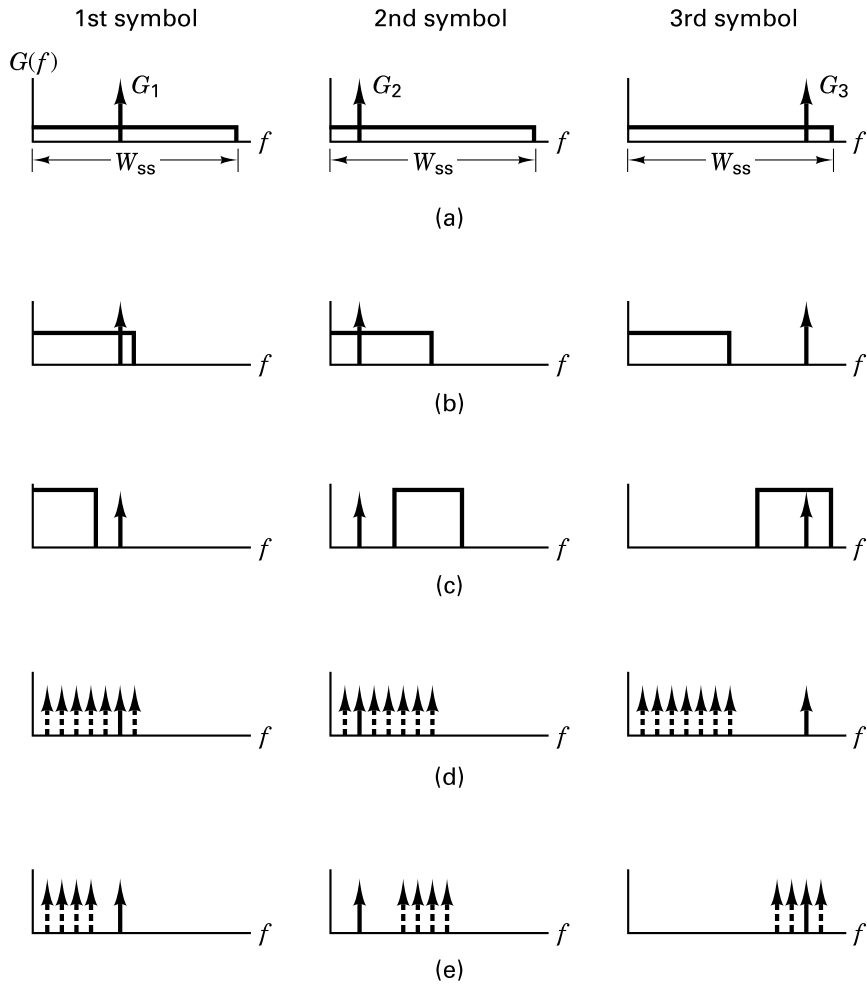 1st symbol 2nd symbol 3rd symbol
G(f) G1 f G2 f G3 f
Wss Wss Wss
(a)
f f f
(b)
f f f
(c)
f f f
(d)
f f f
(e)